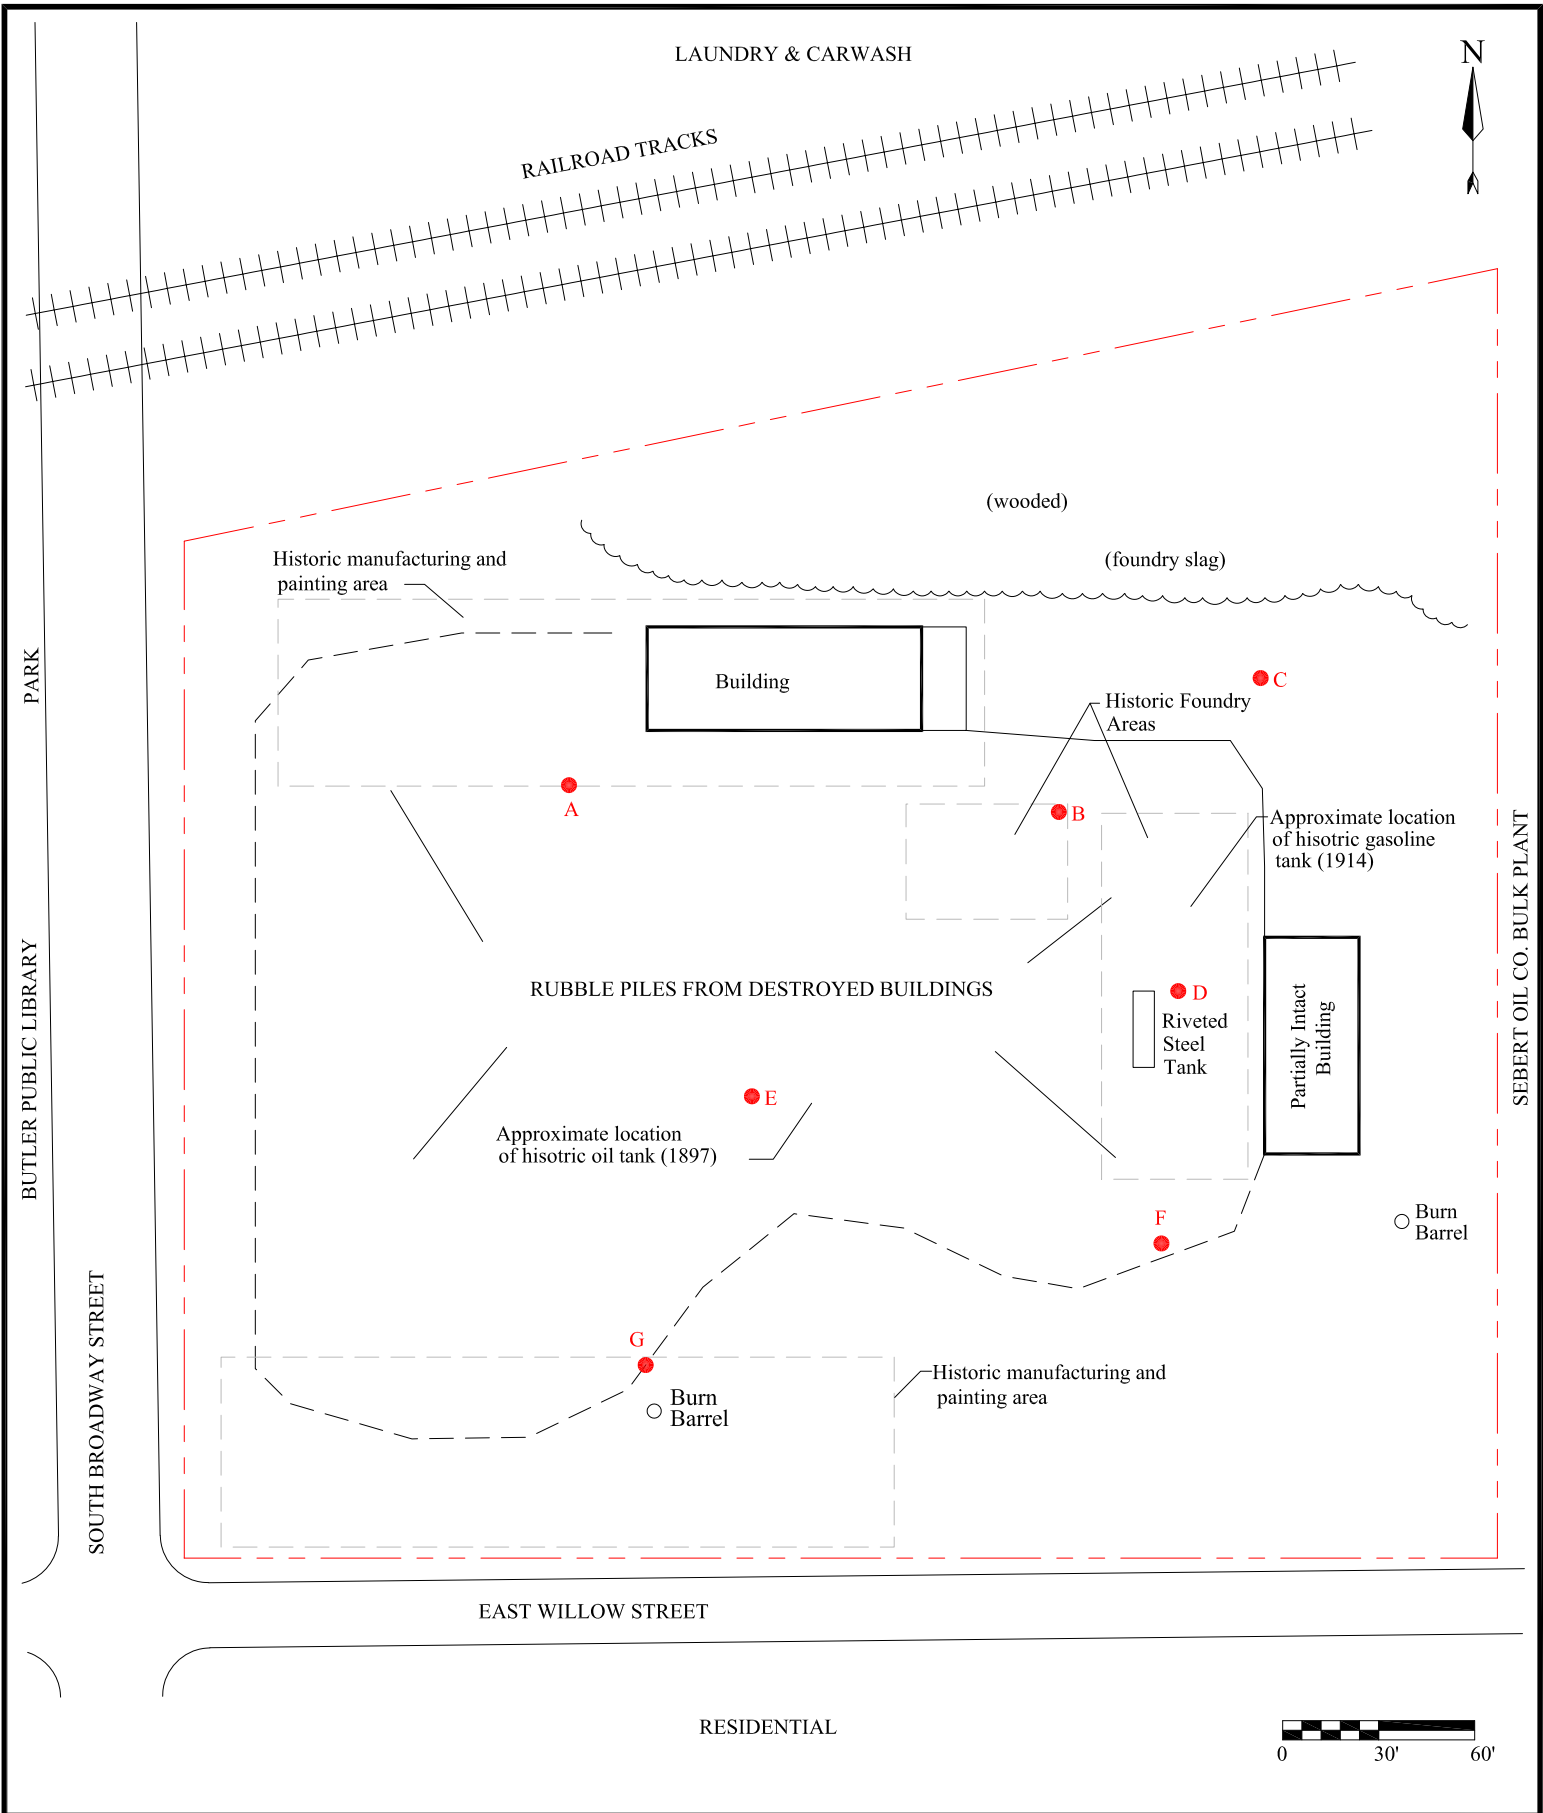 LAUNDRY & CARWASH
N
RAILROAD TRACKS
(wooded)
(foundry slag)
Historic manufacturing and
painting area
PARK
Building
C
Historic Foundry
Areas
A
B
Approximate location
of hisotric gasoline
tank (1914)
SEBERT OIL CO. BULK PLANT
BUTLER PUBLIC LIBRARY
RUBBLE PILES FROM DESTROYED BUILDINGS
D
Riveted
Steel
Tank
Partially Intact
Building
E
Approximate location
of hisotric oil tank (1897)
F
Burn
Barrel
SOUTH BROADWAY STREET
G
Burn
Barrel
Historic manufacturing and
painting area
EAST WILLOW STREET
RESIDENTIAL
0 30' 60'